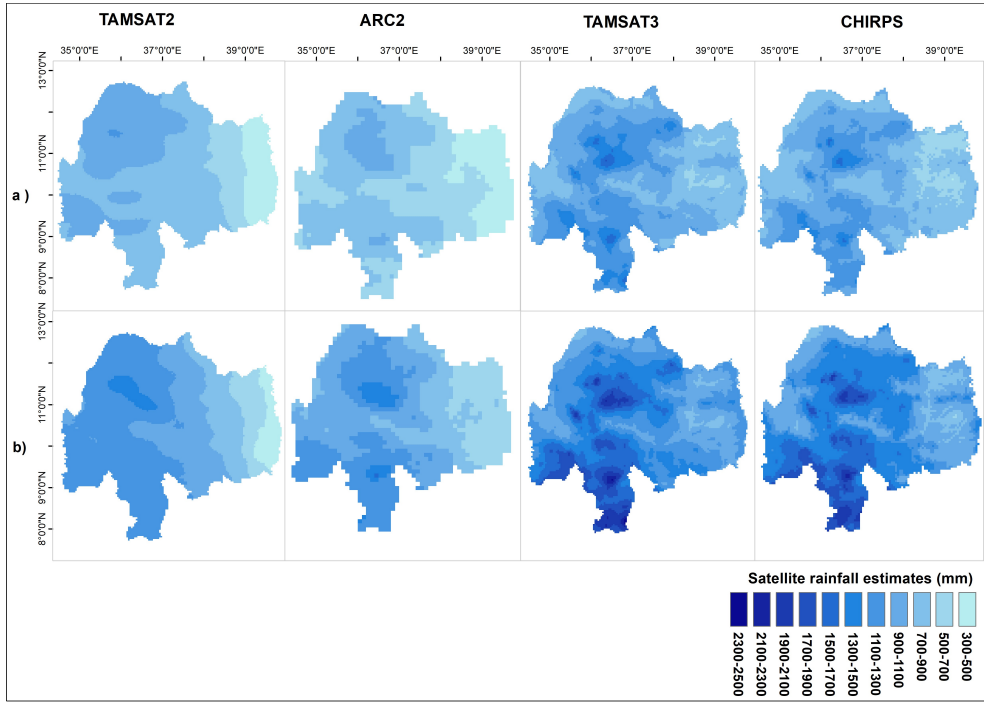 TAMSAT2 ARC2 TAMSAT3 CHIRPS
35°0'0"E 37°0'0"E 39°0'0"E 35°0'0"E 37°0'0"E 39°0'0"E 35°0'0"E 37°0'0"E 39°0'0"E 35°0'0"E 37°0'0"E 39°0'0"E
13°0'0"N
11°0'0"N
a )
9°0'0"N
8°0'0"N
13°0'0"N
11°0'0"N
b)
9°0'0"N
8°0'0"N
Satellite rainfall estimates (mm)
2300-2500
2100-2300
1900-2100
1700-1900
1500-1700
1300-1500
1100-1300
900-1100
700-900
500-700
300-500